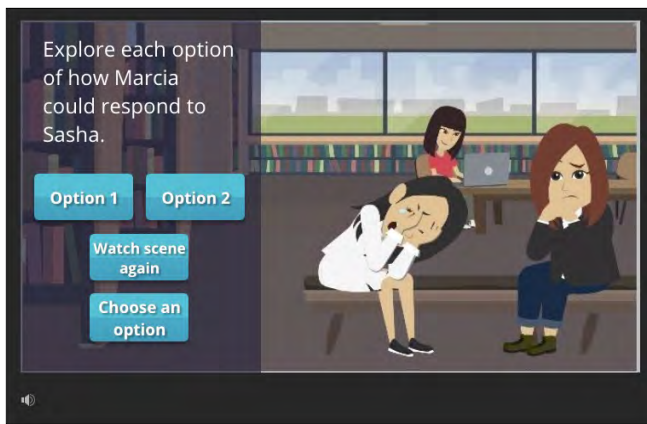 Explore each option
of how Marcia
could respond to
Sasha.
Option 1
Option 2
Watch scene
again
Choose an
option